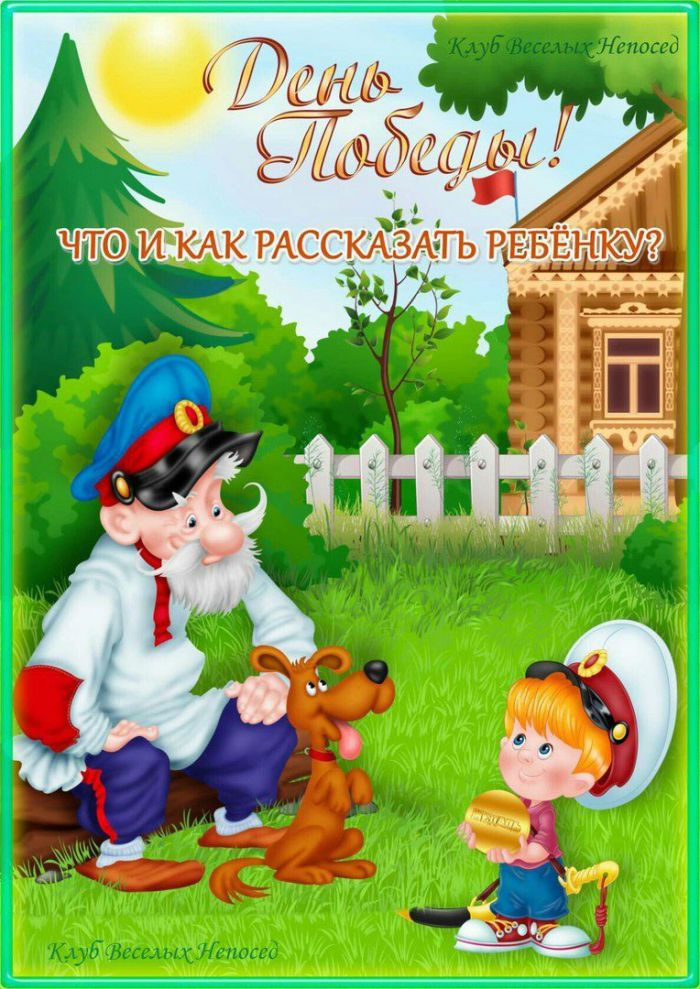 Клуб Веселых Непосед
День
Победы!
ЧТО И КАК РАССКАЗАТЬ РЕБЁНКУ?
Клуб Веселых Непосед